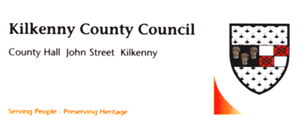 Kilkenny County Council
County Hall John Street Kilkenny
Serving People - Preserving Heritage